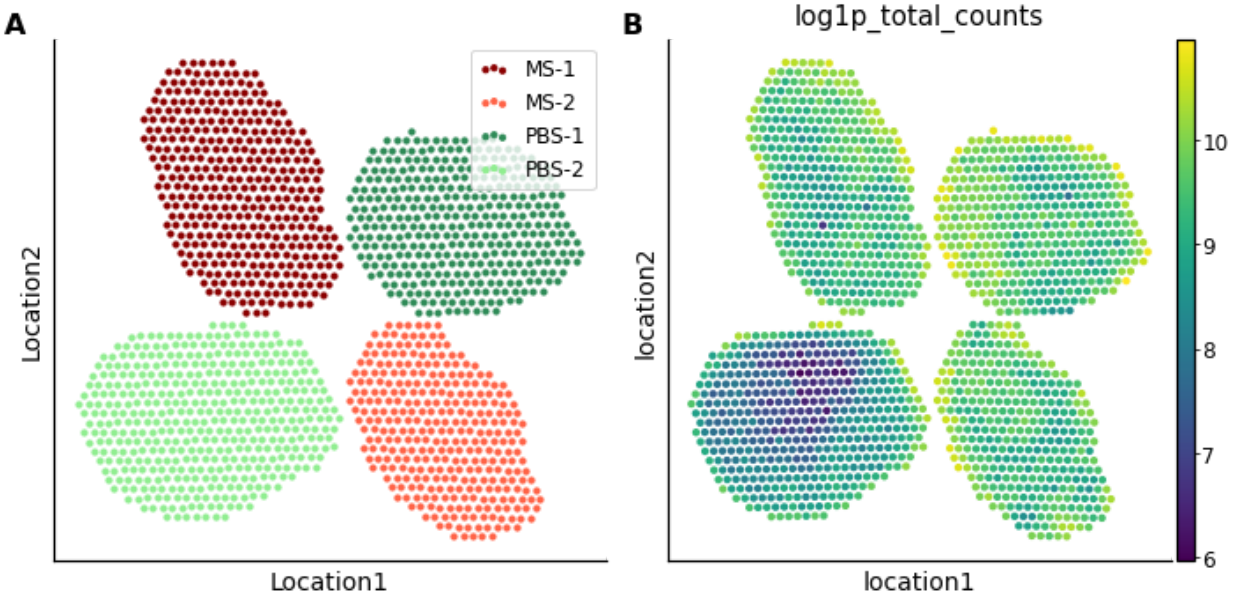 A
MS-1
MS-2
PBS-1
PBS-2
Location2
Location1
B
log1p_total_counts
location2
location1
10
9
8
7
6